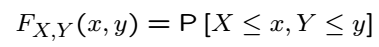 F_{X,Y}(x, y) = P [X ≤ x, Y ≤ y]